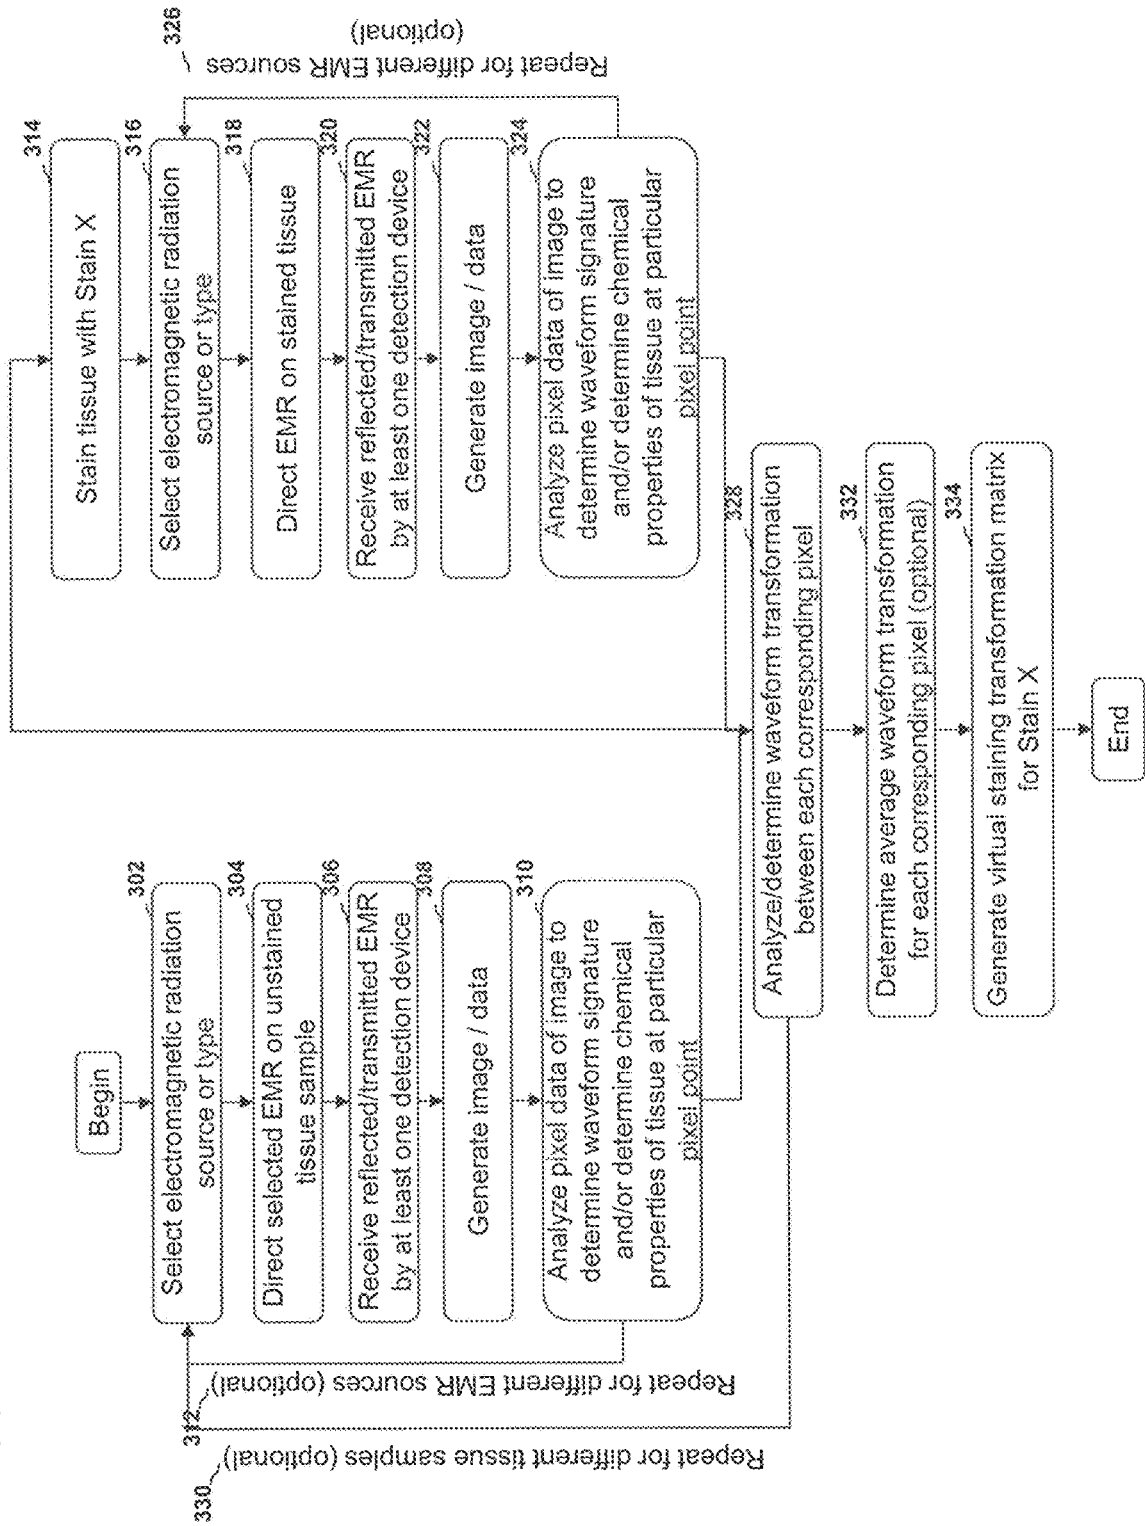 Begin
302
Select electromagnetic radiation
source or type
304
Direct selected EMR on unstained
tissue sample
306
Receive reflected/transmitted EMR
by at least one detection device
308
Generate image / data
310
Analyze pixel data of image to
determine waveform signature
and/or determine chemical
properties of tissue at particular
pixel point
312
Repeat for different EMR sources (optional)
330
Repeat for different tissue samples (optional)
314
Stain tissue with Stain X
316
Select electromagnetic radiation
source or type
318
Direct EMR on stained tissue
320
Receive reflected/transmitted EMR
by at least one detection device
322
Generate image / data
324
Analyze pixel data of image to
determine waveform signature
and/or determine chemical
properties of tissue at particular
pixel point
326
Repeat for different EMR sources
(optional)
328
Analyze/determine waveform transformation
between each corresponding pixel
332
Determine average waveform transformation
for each corresponding pixel (optional)
334
Generate virtual staining transformation matrix
for Stain X
End